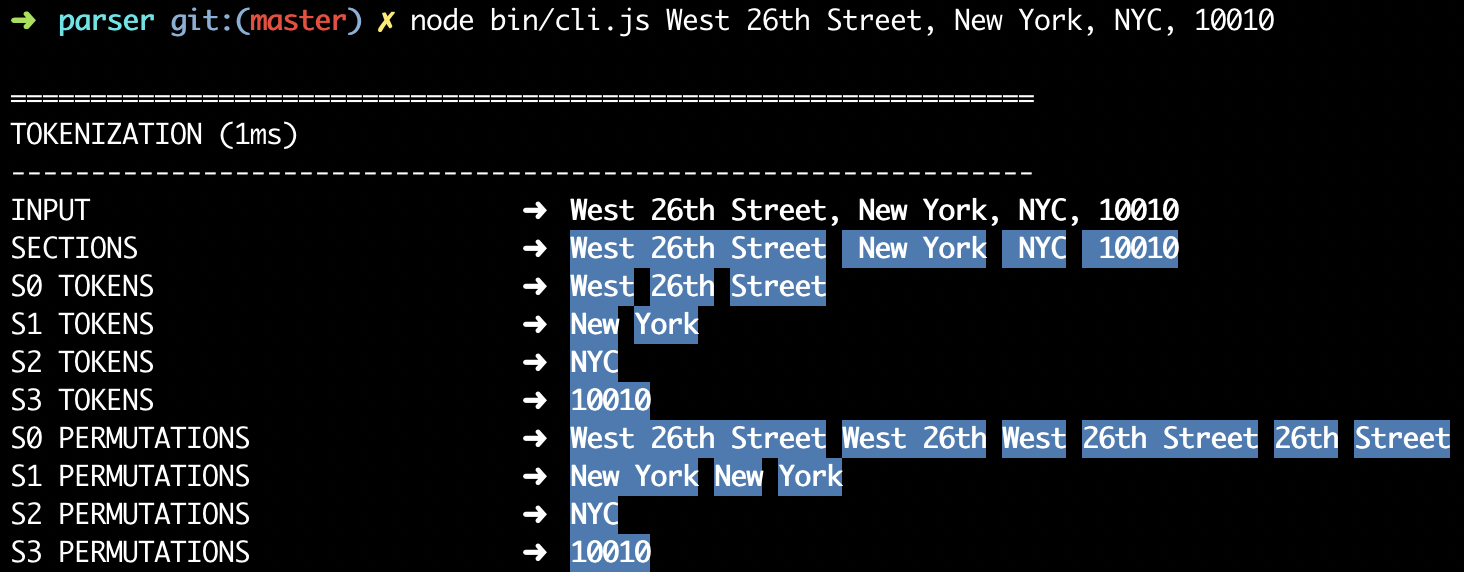 ➜ parser git:(master) ✗ node bin/cli.js West 26th Street, New York, NYC, 10010
================================================================
TOKENIZATION (1ms)
----------------------------------------------------------------
INPUT ➜ West 26th Street, New York, NYC, 10010
SECTIONS ➜ West 26th Street New York NYC 10010
S0 TOKENS ➜ West 26th Street
S1 TOKENS ➜ New York
S2 TOKENS ➜ NYC
S3 TOKENS ➜ 10010
S0 PERMUTATIONS ➜ West 26th Street West 26th West 26th Street 26th Street
S1 PERMUTATIONS ➜ New York New York
S2 PERMUTATIONS ➜ NYC
S3 PERMUTATIONS ➜ 10010